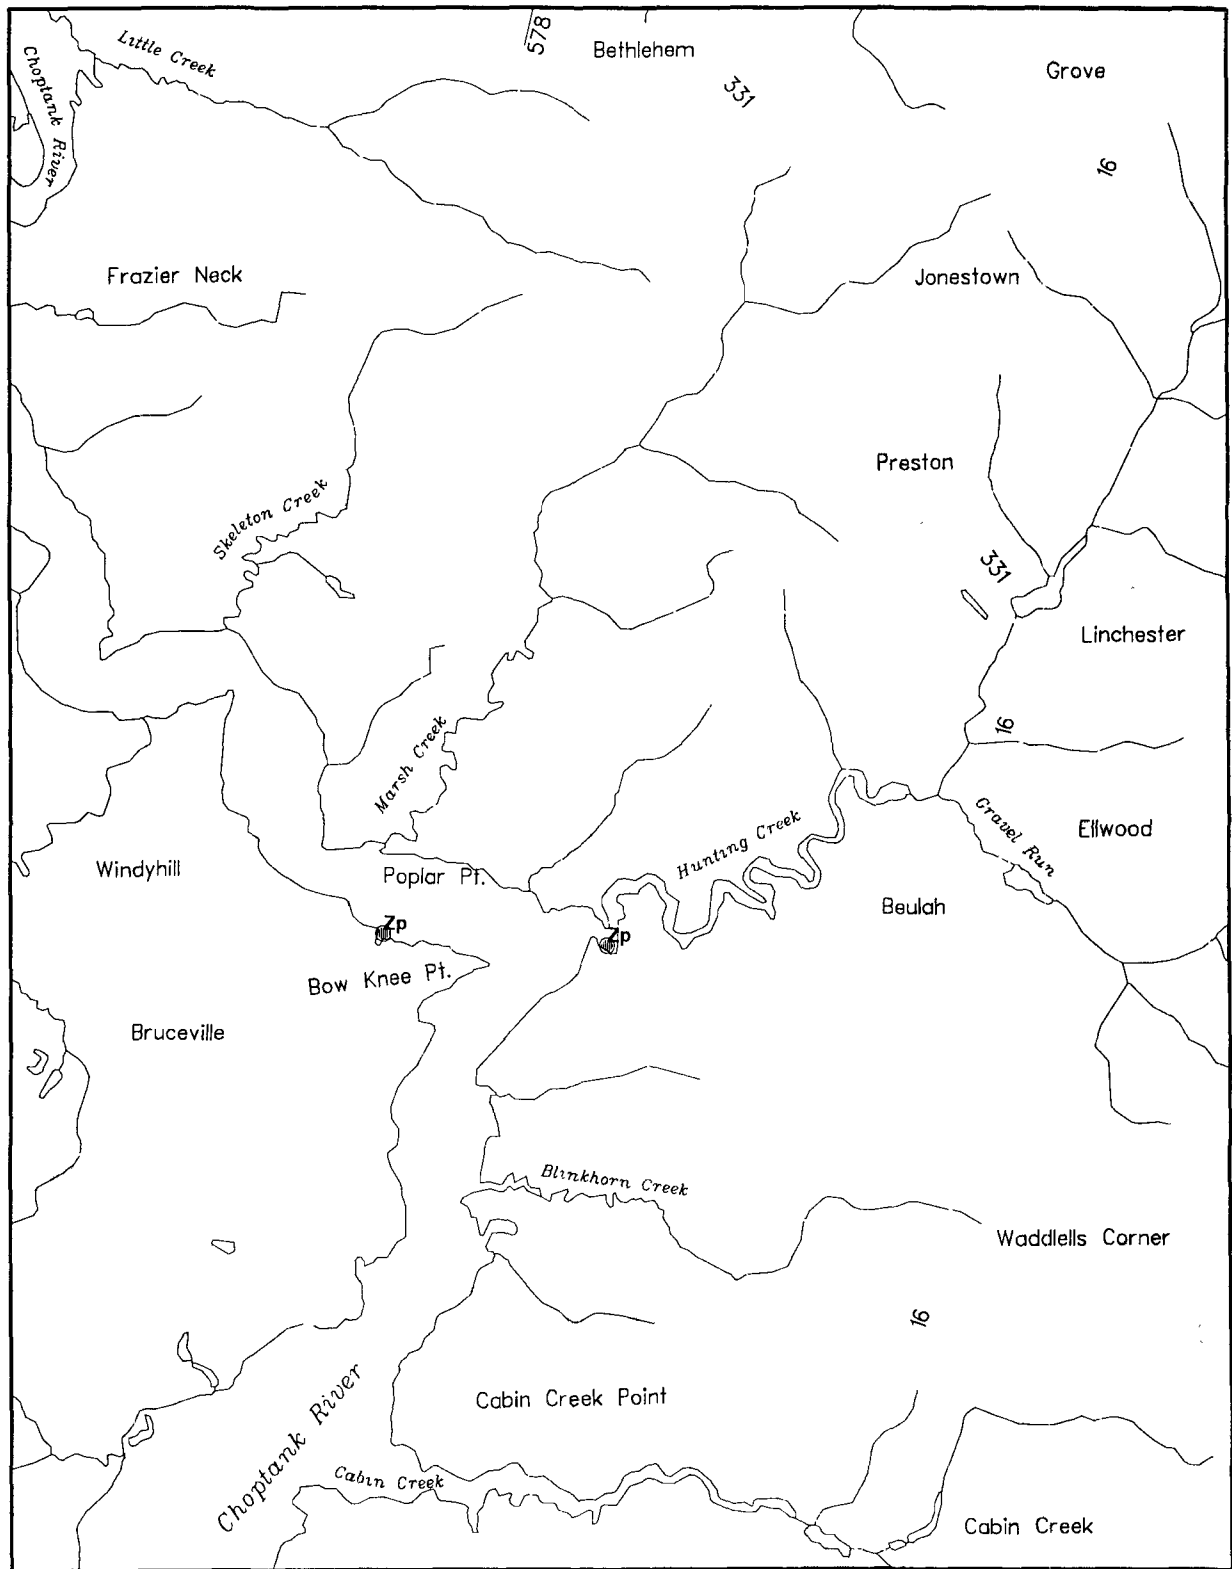 578
Bethlehem
Little Creek
Choptank River
Grove
331
16
Frazier Neck
Jonestown
Preston
Skeleton Creek
331
Linchester
16
Marsh Creek
Gravel Run
Ellwood
Hunting Creek
Windyhill
Poplar Pt.
Beulah
Zp
Zp
Bow Knee Pt.
Bruceville
Blinkhorn Creek
Waddlells Corner
16
Choptank River
Cabin Creek Point
Cabin Creek
Cabin Creek